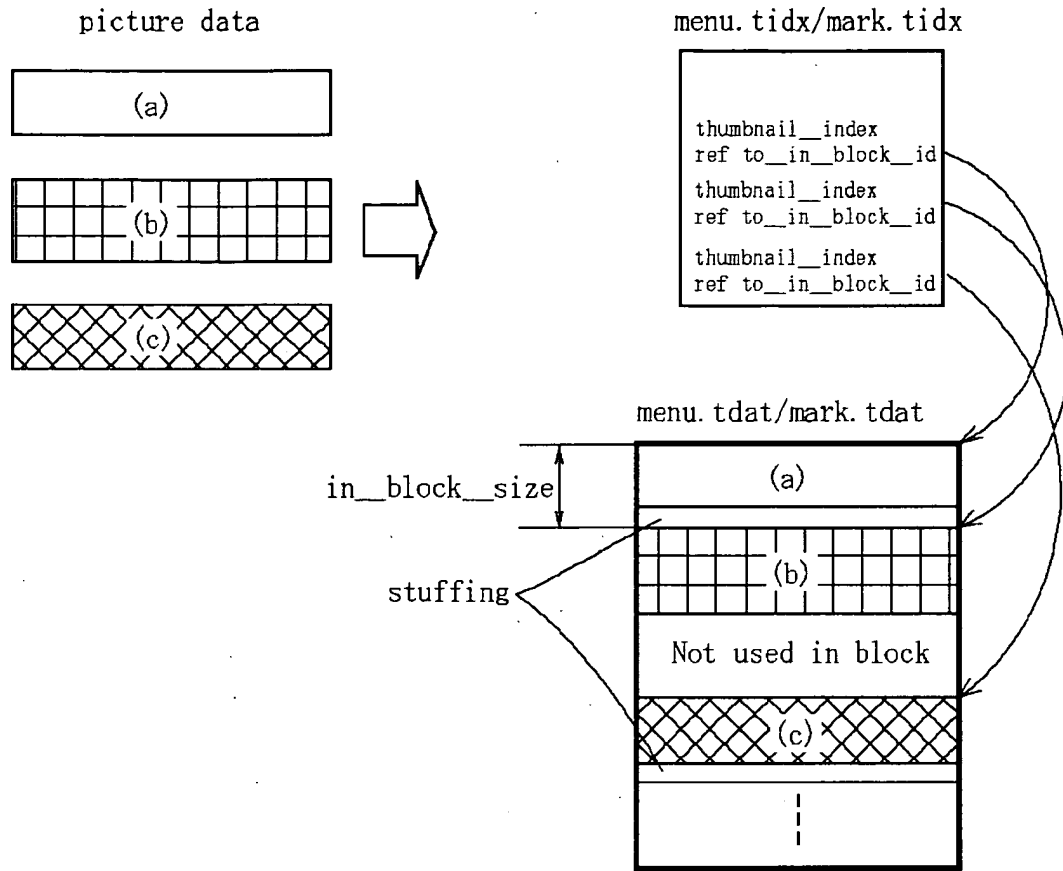 picture data
(a)
(b)
(c)
menu.tidx/mark.tidx
thumbnail__index
ref to__in__block__id
thumbnail__index
ref to__in__block__id
thumbnail__index
ref to__in__block__id
menu.tdat/mark.tdat
in__block__size
(a)
stuffing
(b)
Not used in block
(c)